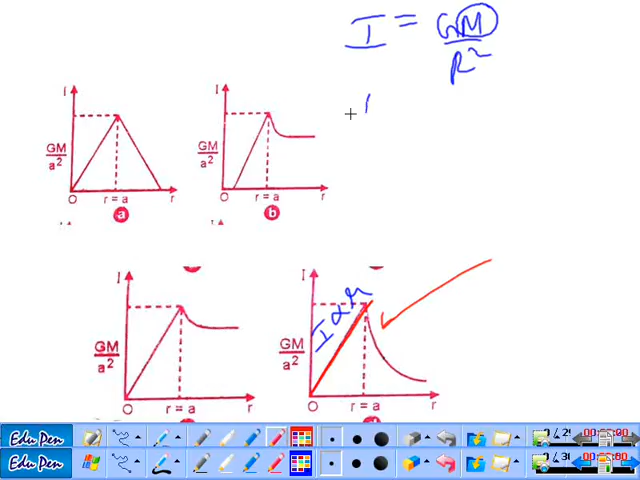 I = GM
R²
I
I
GM
a²
GM
a²
O
r = a
r
O
r = a
r
a
b
I
I
I α r
GM
a²
GM
a²
O
r = a
r
O
r = a
r
d
Edu Pen
Edu Pen